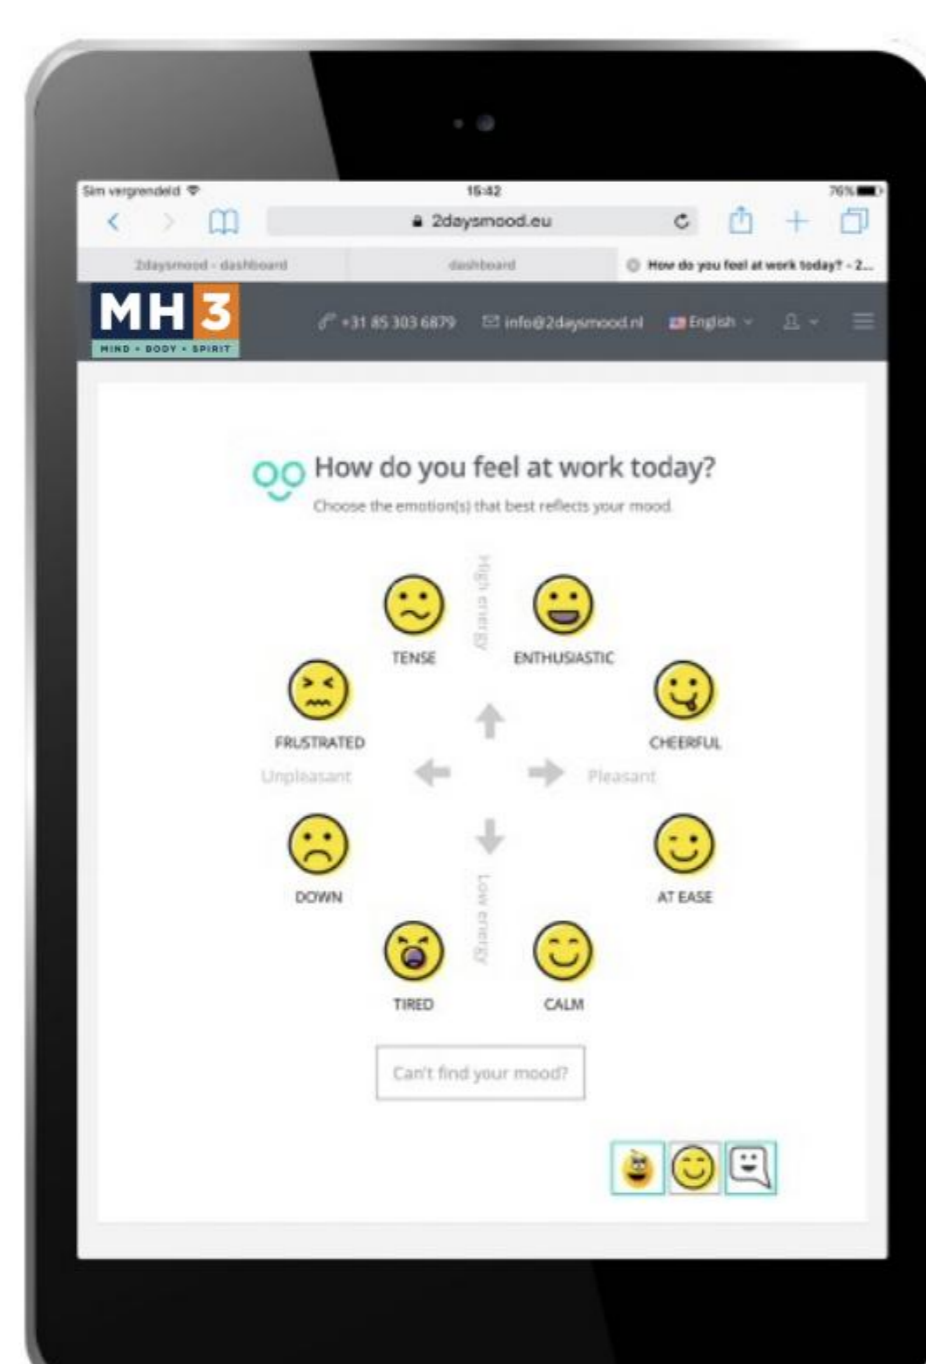 Sim vergrendeld 15:42 76%
2daysmood.eu
2daysmood - dashboard dashboard How do you feel at work today? - 2...
MH3 +31 85 303 6879 info@2daysmood.nl English
MIND • BODY • SPIRIT
How do you feel at work today?
Choose the emotion(s) that best reflects your mood.
High energy
TENSE ENTHUSIASTIC
FRUSTRATED CHEERFUL
Unpleasant Pleasant
DOWN AT EASE
Low energy
TIRED CALM
Can't find your mood?